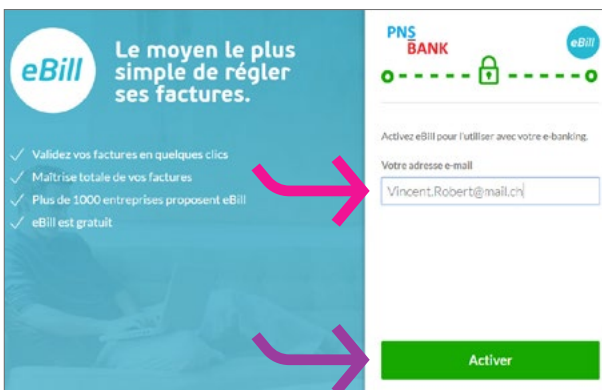 eBill
Le moyen le plus
simple de régler
ses factures.
Validez vos factures en quelques clics
Maîtrise totale de vos factures
Plus de 1000 entreprises proposent eBill
eBill est gratuit
PNS
BANK
eBill
Activez eBill pour l'utiliser avec votre e-banking.
Votre adresse e-mail
Vincent.Robert@mail.ch
Activer